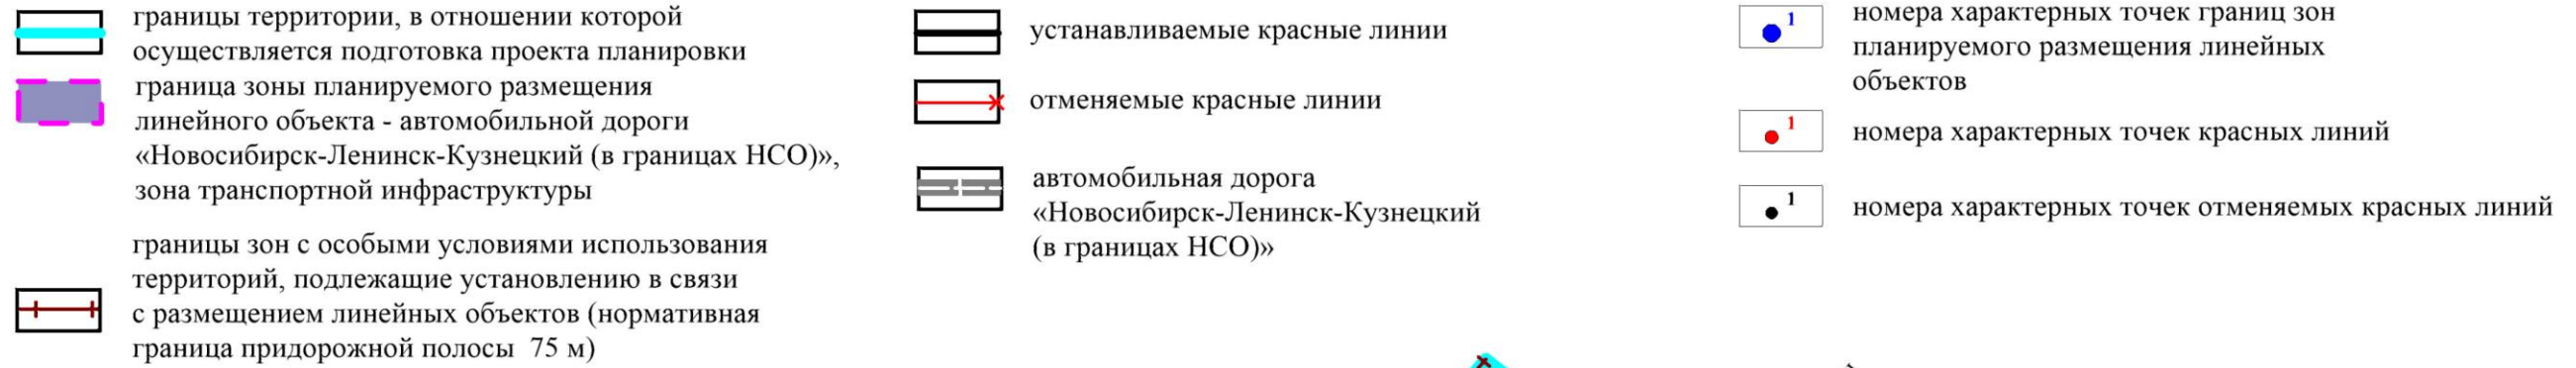 границы территории, в отношении которой
осуществляется подготовка проекта планировки
граница зоны планируемого размещения
линейного объекта - автомобильной дороги
«Новосибирск-Ленинск-Кузнецкий (в границах НСО)»,
зона транспортной инфраструктуры
границы зон с особыми условиями использования
территорий, подлежащие установлению в связи
с размещением линейных объектов (нормативная
граница придорожной полосы 75 м)
устанавливаемые красные линии
отменяемые красные линии
автомобильная дорога
«Новосибирск-Ленинск-Кузнецкий
(в границах НСО)»
1
номера характерных точек границ зон
планируемого размещения линейных
объектов
1
номера характерных точек красных линий
1
номера характерных точек отменяемых красных линий